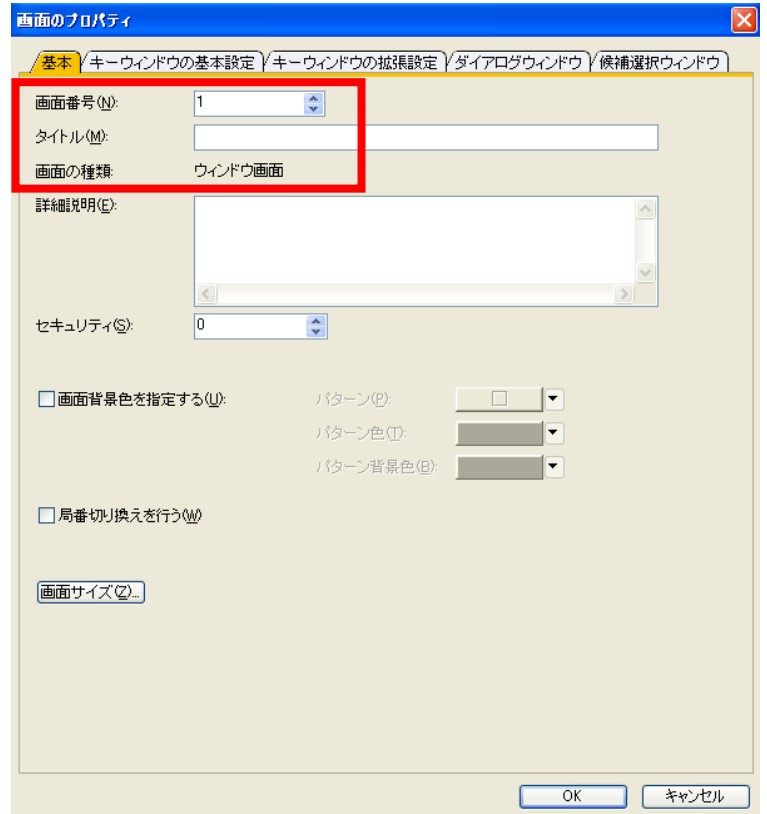 画面のプロパティ
基本 キーウィンドウの基本設定 キーウィンドウの拡張設定 ダイアログウィンドウ 候補選択ウィンドウ
画面番号(N): 1
タイトル(M):
画面の種類: ウィンドウ画面
詳細説明(E):
セキュリティ(S): 0
画面背景色を指定する(U): パターン(P):
パターン色(T):
パターン背景色(B):
局番切り換えを行う(W)
画面サイズ(Z)...
OK キャンセル